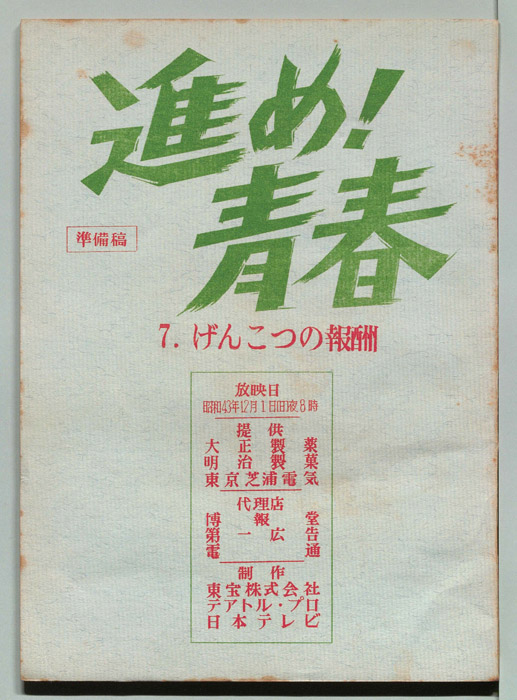 進め!
青春
準備稿
7. げんこつの報酬
放映日
昭和43年12月1日(日)夜8時
提供
大正製薬
明治製菓
東京芝浦電気
代理店
博報堂
第一広告
電通
制作
東宝株式会社
テアトル・プロ
日本テレビ